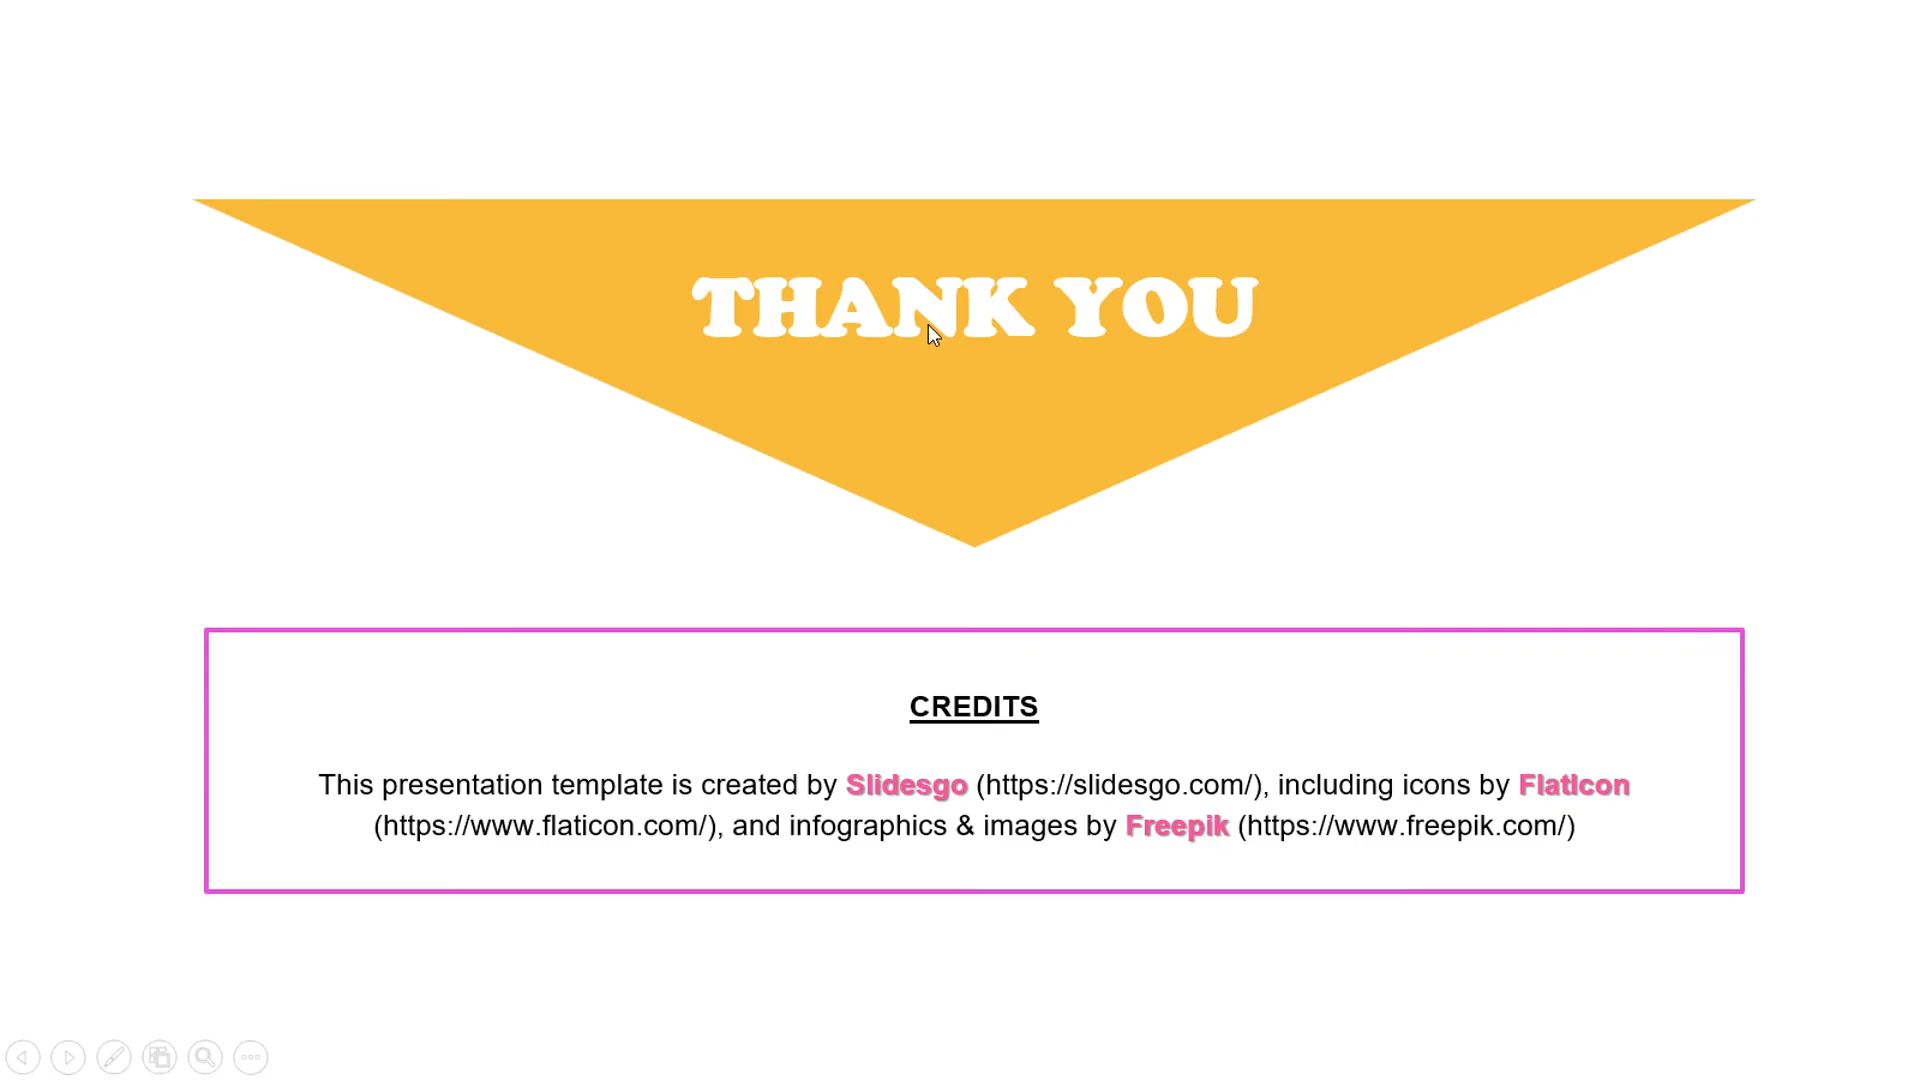 THANK YOU
CREDITS
This presentation template is created by Slidesgo (https://slidesgo.com/), including icons by FlatIcon
(https://www.flaticon.com/), and infographics & images by Freepik (https://www.freepik.com/)